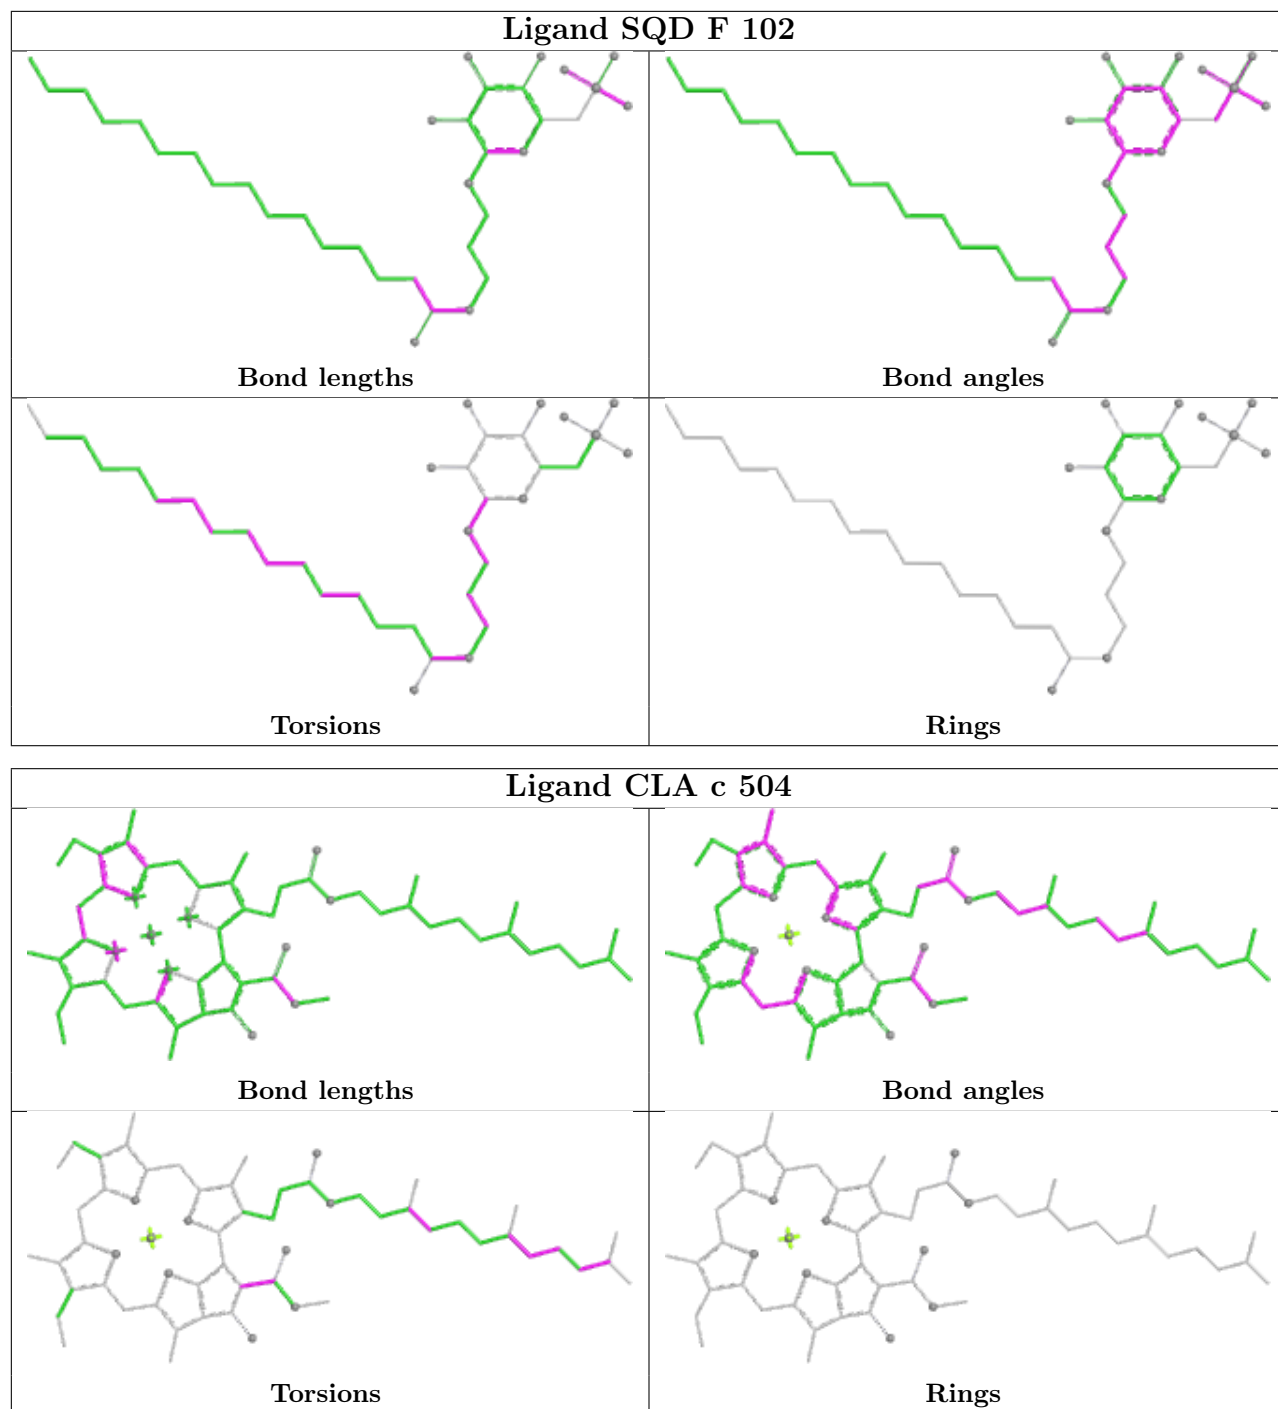 Ligand SQD F 102
Bond lengths
Bond angles
Torsions
Rings
Ligand CLA c 504
Bond lengths
Bond angles
Torsions
Rings